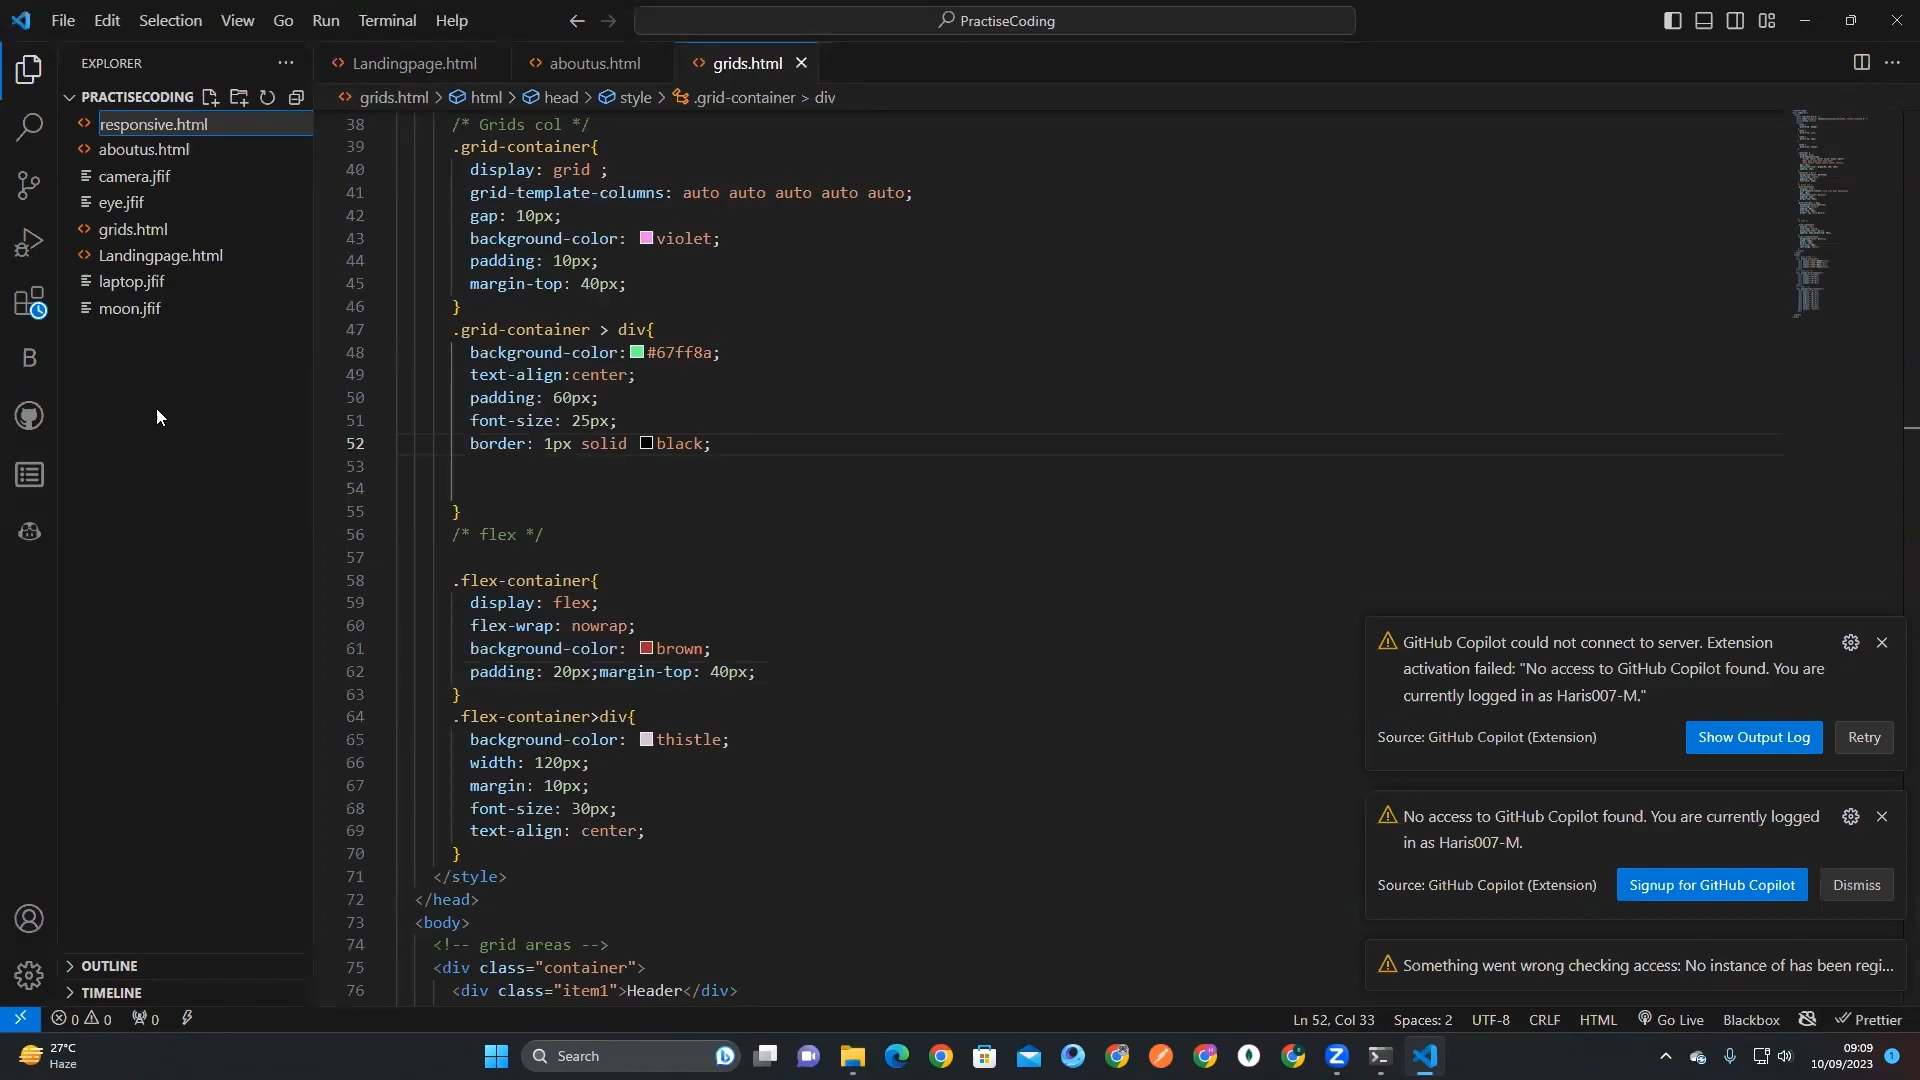 File Edit Selection View Go Run Terminal Help
PractiseCoding
EXPLORER
Landingpage.html
aboutus.html
grids.html
PRACTISECODING
grids.html > html > head > style > .grid-container > div
responsive.html
aboutus.html
camera.jfif
eye.jfif
grids.html
Landingpage.html
laptop.jfif
moon.jfif
B
OUTLINE
TIMELINE
38 /* Grids col */
39 .grid-container{
40 display: grid ;
41 grid-template-columns: auto auto auto auto auto;
42 gap: 10px;
43 background-color: violet;
44 padding: 10px;
45 margin-top: 40px;
46 }
47 .grid-container > div{
48 background-color: #67ff8a;
49 text-align:center;
50 padding: 60px;
51 font-size: 25px;
52 border: 1px solid black;
53
54
55 }
56 /* flex */
57
58 .flex-container{
59 display: flex;
60 flex-wrap: nowrap;
61 background-color: brown;
62 padding: 20px;margin-top: 40px;
63 }
64 .flex-container>div{
65 background-color: thistle;
66 width: 120px;
67 margin: 10px;
68 font-size: 30px;
69 text-align: center;
70 }
71 </style>
72 </head>
73 <body>
74 <!-- grid areas -->
75 <div class="container">
76 <div class="item1">Header</div>
GitHub Copilot could not connect to server. Extension
activation failed: "No access to GitHub Copilot found. You are
currently logged in as Haris007-M."
Source: GitHub Copilot (Extension)
Show Output Log
Retry
No access to GitHub Copilot found. You are currently logged
in as Haris007-M.
Source: GitHub Copilot (Extension)
Signup for GitHub Copilot
Dismiss
Something went wrong checking access: No instance of has been regi...
0 0 0
Ln 52, Col 33 Spaces: 2 UTF-8 CRLF HTML Go Live Blackbox Prettier
27°C
Haze
Search
09:09
10/09/2023
1